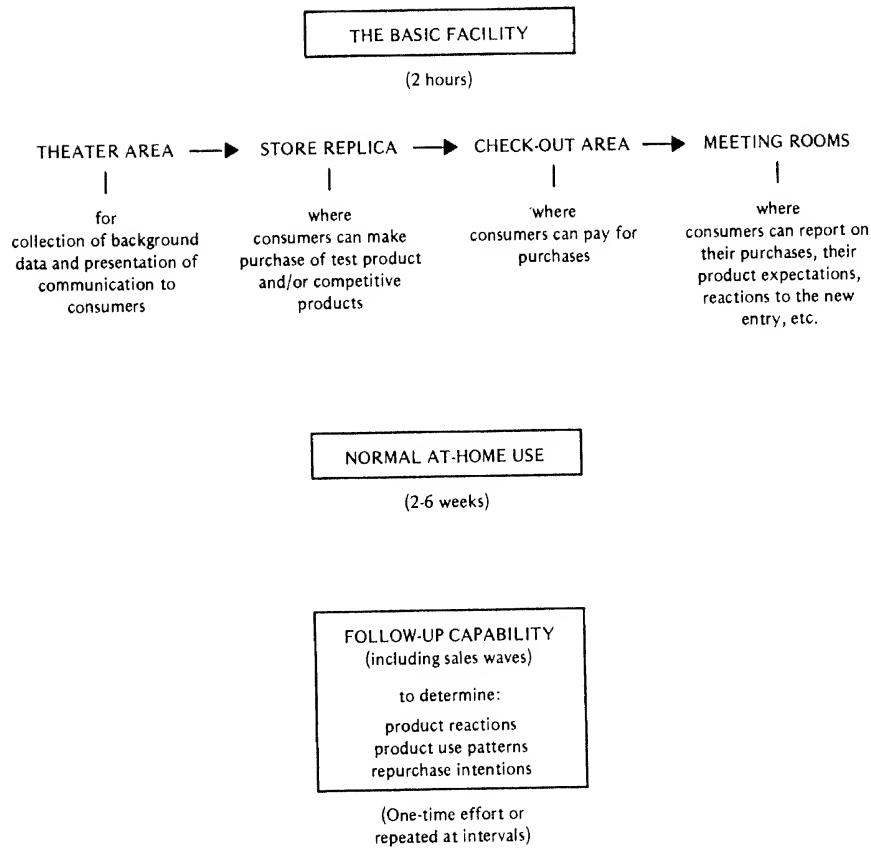 THE BASIC FACILITY
(2 hours)
THEATER AREA
STORE REPLICA
CHECK-OUT AREA
MEETING ROOMS
for
collection of background
data and presentation of
communication to
consumers
where
consumers can make
purchase of test product
and/or competitive
products
where
consumers can pay for
purchases
where
consumers can report on
their purchases, their
product expectations,
reactions to the new
entry, etc.
NORMAL AT-HOME USE
(2-6 weeks)
FOLLOW-UP CAPABILITY
(including sales waves)
to determine:
product reactions
product use patterns
repurchase intentions
(One-time effort or
repeated at intervals)